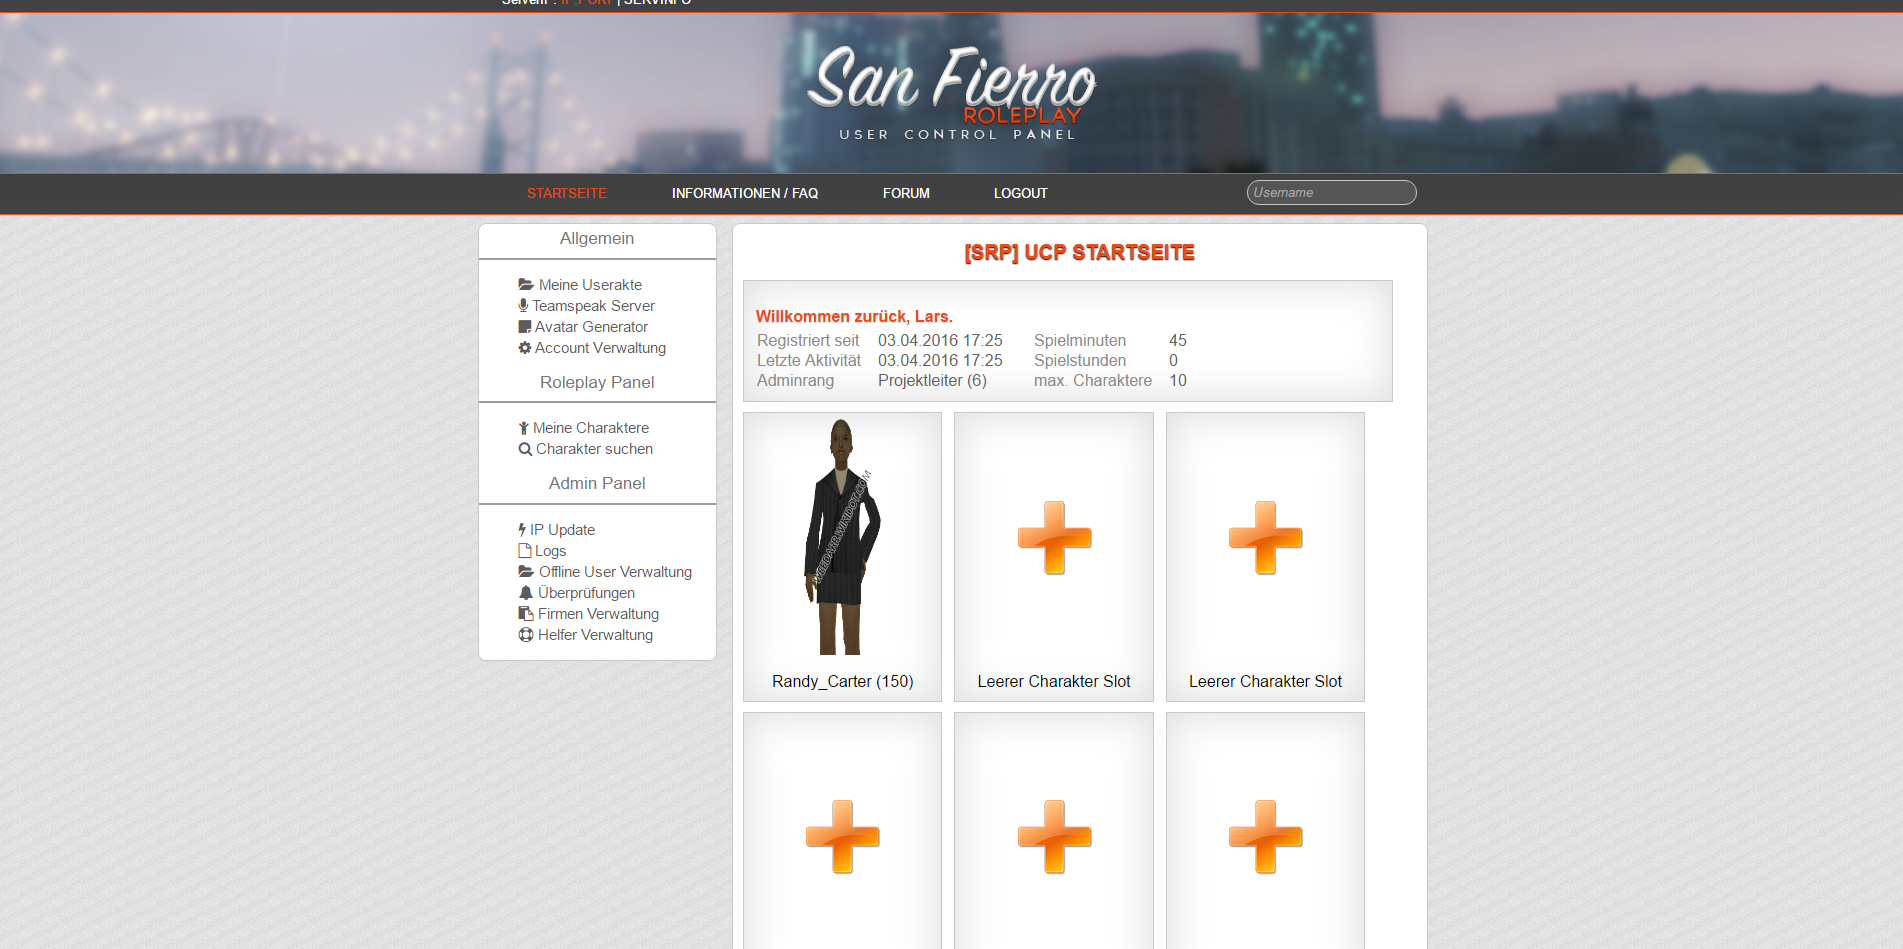 ServerIP: IP:PORT | SERVINFO
San Fierro
ROLEPLAY
USER CONTROL PANEL
STARTSEITE
INFORMATIONEN / FAQ
FORUM
LOGOUT
Username
Allgemein
Meine Userakte
Teamspeak Server
Avatar Generator
Account Verwaltung
Roleplay Panel
Meine Charaktere
Charakter suchen
Admin Panel
IP Update
Logs
Offline User Verwaltung
Überprüfungen
Firmen Verwaltung
Helfer Verwaltung
[SRP] UCP STARTSEITE
Willkommen zurück, Lars.
Registriert seit 03.04.2016 17:25 Spielminuten 45
Letzte Aktivität 03.04.2016 17:25 Spielstunden 0
Adminrang Projektleiter (6) max. Charaktere 10
Randy_Carter (150)
Leerer Charakter Slot
Leerer Charakter Slot